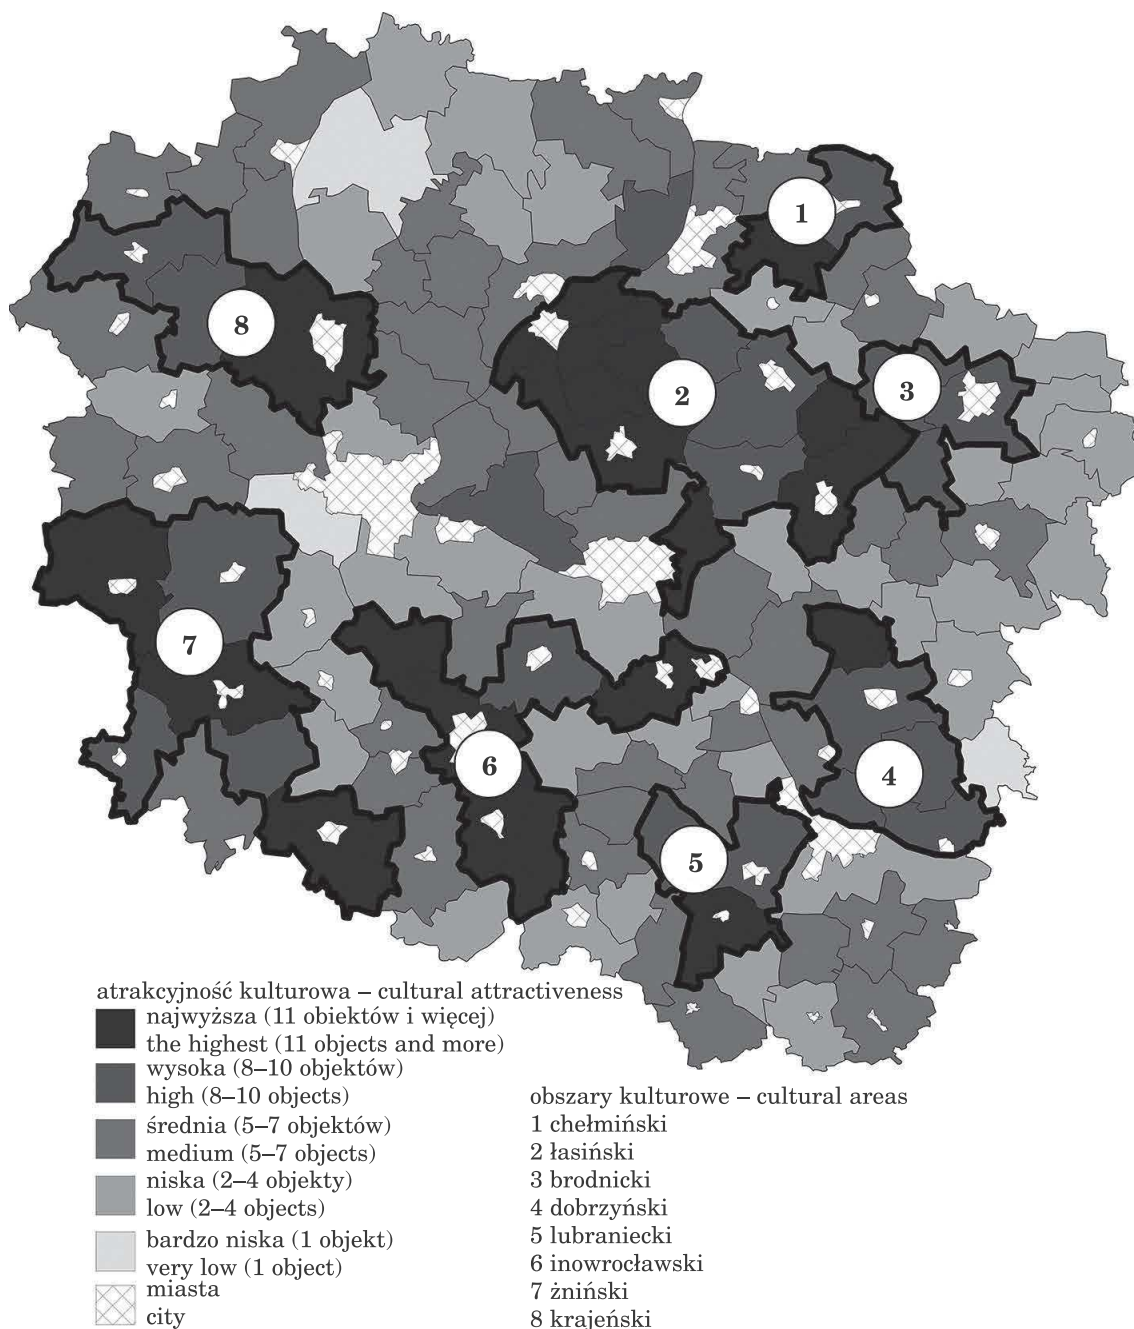 1
2
3
8
7
6
4
5
atrakcyjność kulturowa – cultural attractiveness
najwyższa (11 obiektów i więcej)
the highest (11 objects and more)
wysoka (8–10 objektów)
high (8–10 objects)
średnia (5–7 objektów)
medium (5–7 objects)
niska (2–4 objekty)
low (2–4 objects)
bardzo niska (1 objekt)
very low (1 object)
miasta
city
obszary kulturowe – cultural areas
1 chełmiński
2 łasiński
3 brodnicki
4 dobrzyński
5 lubraniecki
6 inowrocławski
7 żniński
8 krajeński